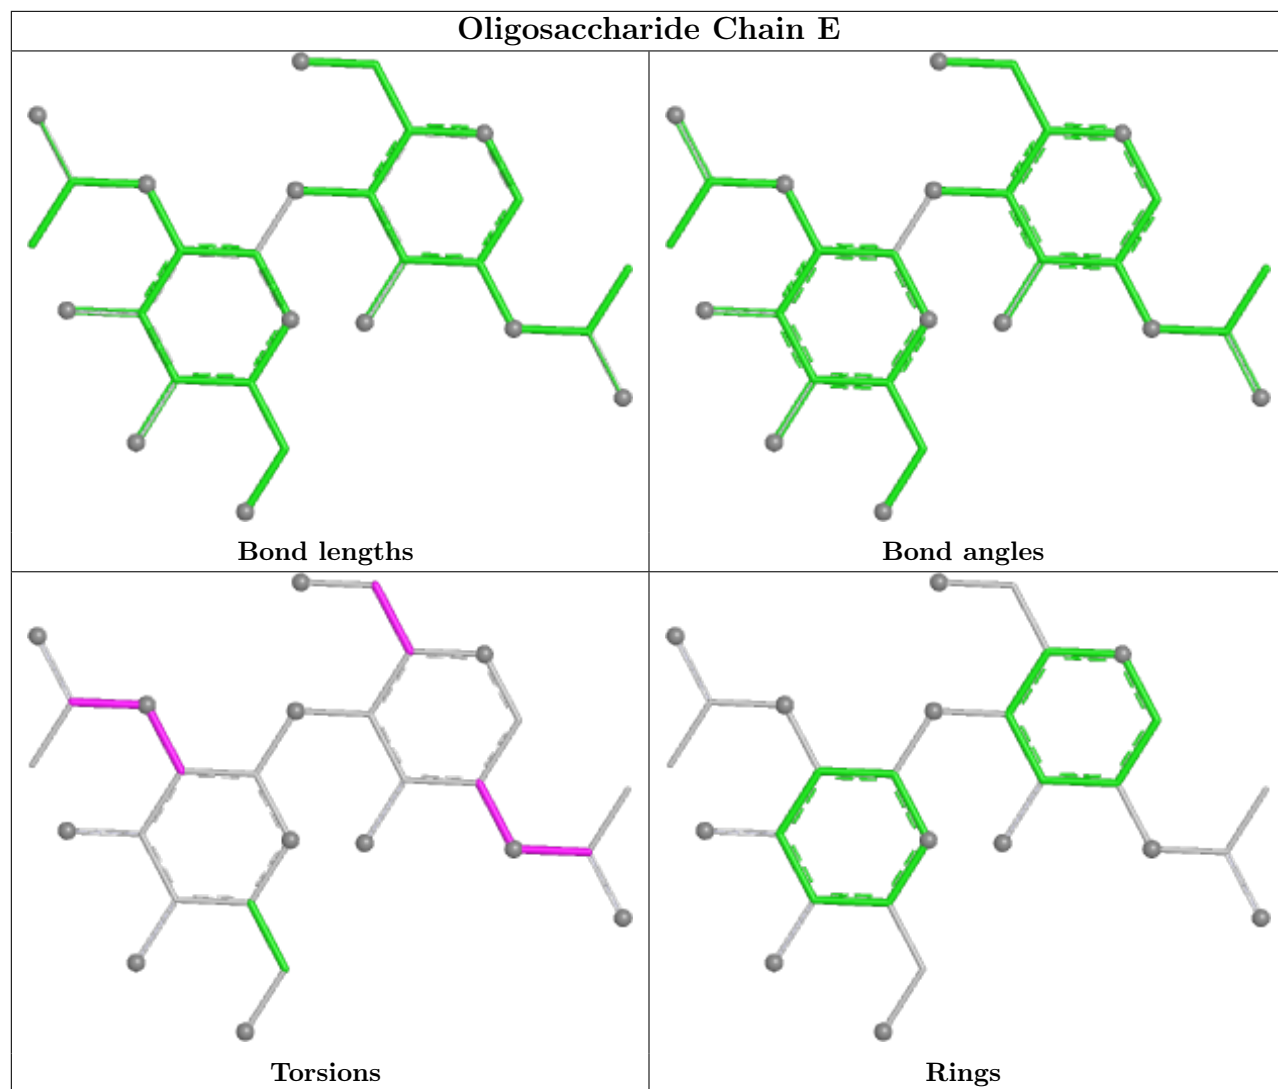 Oligosaccharide Chain E
Bond lengths
Bond angles
Torsions
Rings